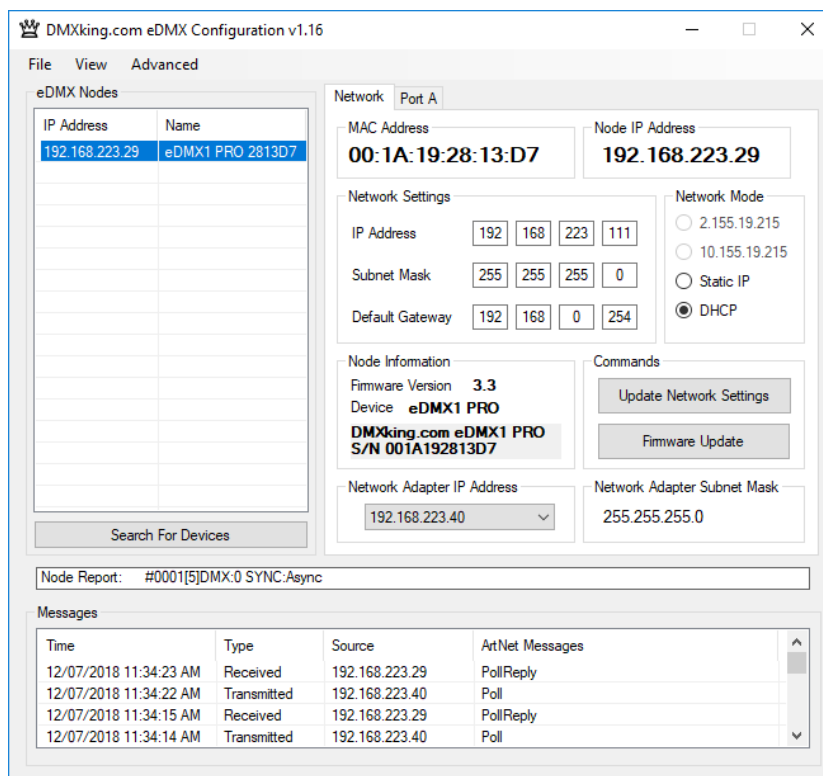 DMXking.com eDMX Configuration v1.16
File View Advanced
eDMX Nodes
IP Address Name
192.168.223.29 eDMX1 PRO 2813D7
Search For Devices
Network Port A
MAC Address
00:1A:19:28:13:D7
Node IP Address
192.168.223.29
Network Settings
IP Address 192 168 223 111
Subnet Mask 255 255 255 0
Default Gateway 192 168 0 254
Network Mode
2.155.19.215
10.155.19.215
Static IP
DHCP
Node Information
Firmware Version 3.3
Device eDMX1 PRO
DMXking.com eDMX1 PRO
S/N 001A192813D7
Commands
Update Network Settings
Firmware Update
Network Adapter IP Address
192.168.223.40
Network Adapter Subnet Mask
255.255.255.0
Node Report: #0001[5]DMX:0 SYNC:Async
Messages
Time Type Source ArtNet Messages
12/07/2018 11:34:23 AM Received 192.168.223.29 PollReply
12/07/2018 11:34:22 AM Transmitted 192.168.223.40 Poll
12/07/2018 11:34:15 AM Received 192.168.223.29 PollReply
12/07/2018 11:34:14 AM Transmitted 192.168.223.40 Poll